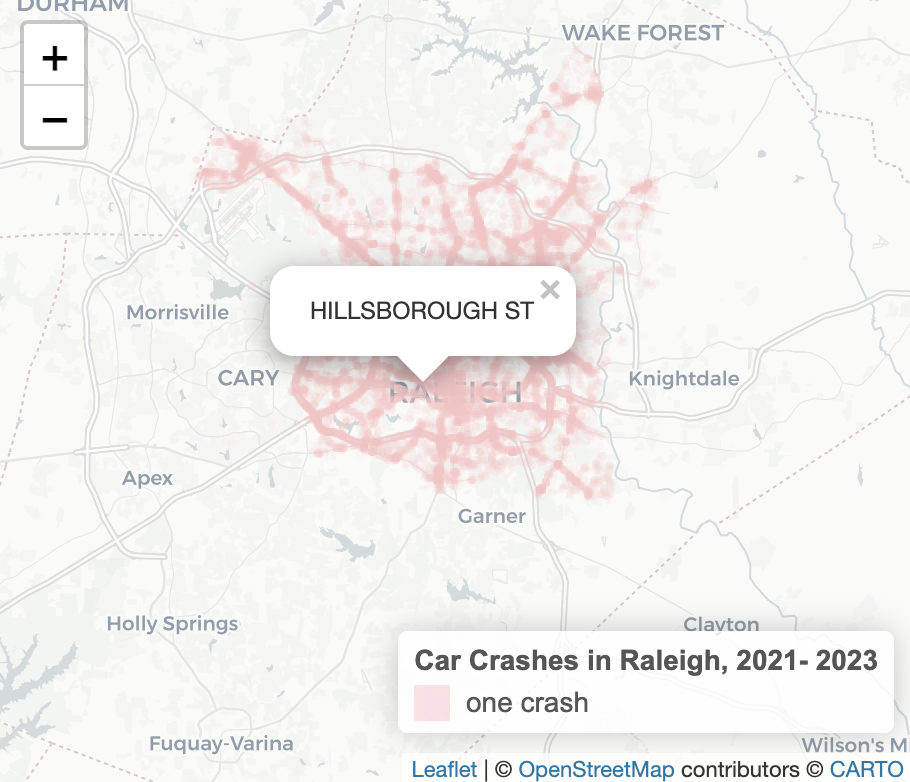 DURHAM
WAKE FOREST
+
−
HILLSBOROUGH ST ×
Morrisville
CARY
RALEIGH
Knightdale
Apex
Garner
Holly Springs
Clayton
Car Crashes in Raleigh, 2021- 2023
one crash
Fuquay-Varina
Wilson's M
Leaflet | © OpenStreetMap contributors © CARTO